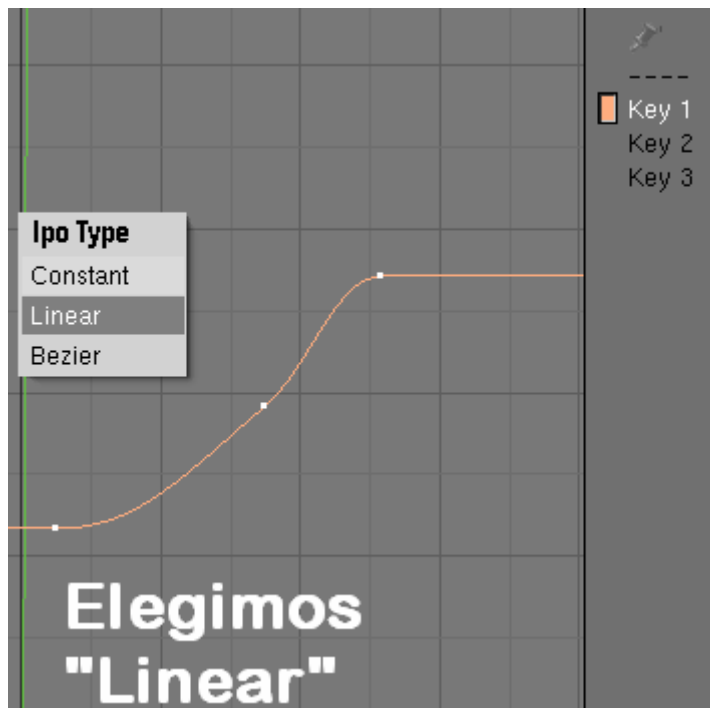 ----
Key 1
Key 2
Key 3
Ipo Type
Constant
Linear
Bezier
Elegimos
"Linear"